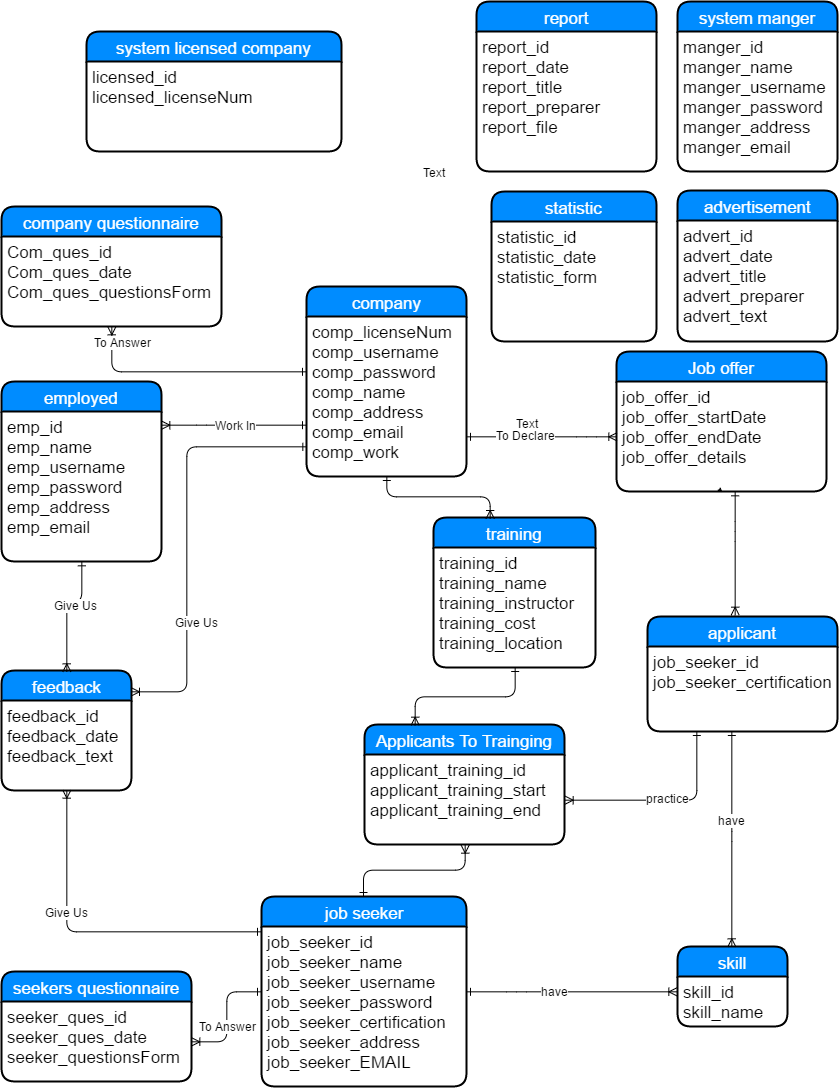 system licensed company
licensed_id
licensed_licenseNum
report
report_id
report_date
report_title
report_preparer
report_file
system manger
manger_id
manger_name
manger_username
manger_password
manger_address
manger_email
Text
company questionnaire
Com_ques_id
Com_ques_date
Com_ques_questionsForm
statistic
statistic_id
statistic_date
statistic_form
advertisement
advert_id
advert_date
advert_title
advert_preparer
advert_text
To Answer
company
comp_licenseNum
comp_username
comp_password
comp_name
comp_address
comp_email
comp_work
Job offer
job_offer_id
job_offer_startDate
job_offer_endDate
job_offer_details
employed
emp_id
emp_name
emp_username
emp_password
emp_address
emp_email
Work In
Text
To Declare
training
training_id
training_name
training_instructor
training_cost
training_location
Give Us
Give Us
applicant
job_seeker_id
job_seeker_certification
feedback
feedback_id
feedback_date
feedback_text
Applicants To Trainging
applicant_training_id
applicant_training_start
applicant_training_end
practice
have
Give Us
job seeker
job_seeker_id
job_seeker_name
job_seeker_username
job_seeker_password
job_seeker_certification
job_seeker_address
job_seeker_EMAIL
seekers questionnaire
seeker_ques_id
seeker_ques_date
seeker_questionsForm
To Answer
have
skill
skill_id
skill_name